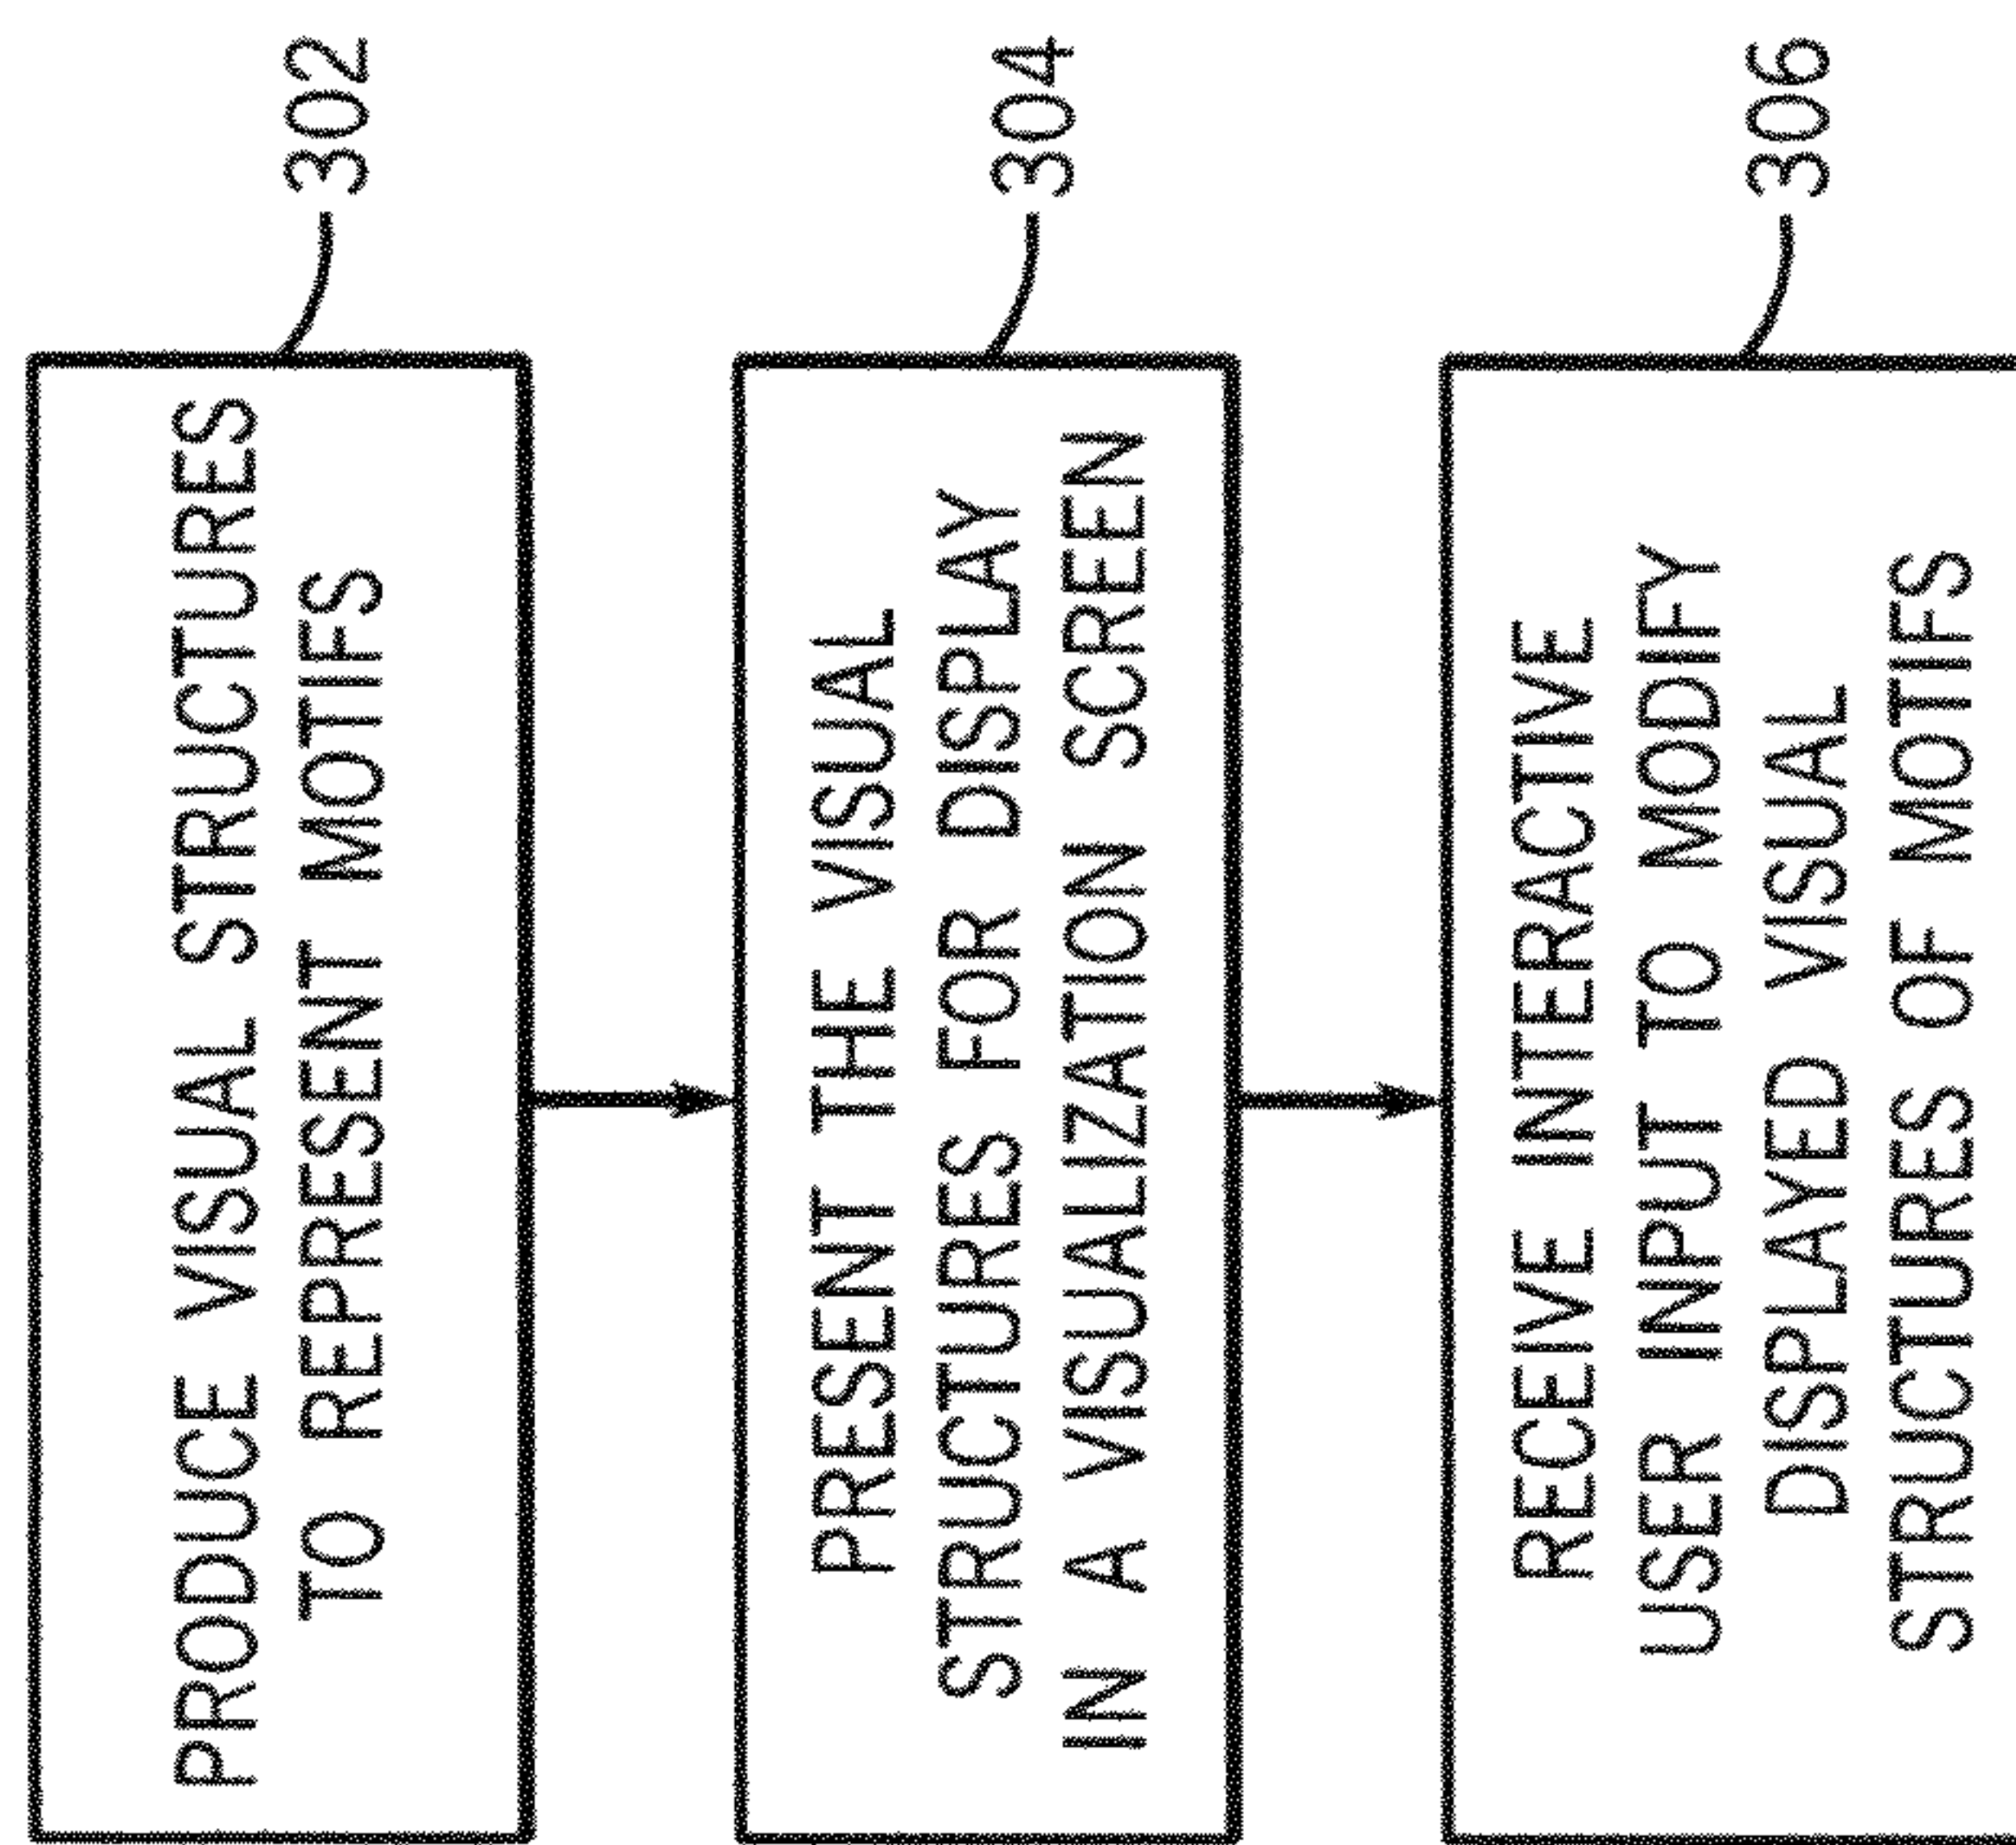 PRODUCE VISUAL STRUCTURES
TO REPRESENT MOTIFS
302
PRESENT THE VISUAL
STRUCTURES FOR DISPLAY
IN A VISUALIZATION SCREEN
304
RECEIVE INTERACTIVE
USER INPUT TO MODIFY
DISPLAYED VISUAL
STRUCTURES OF MOTIFS
306